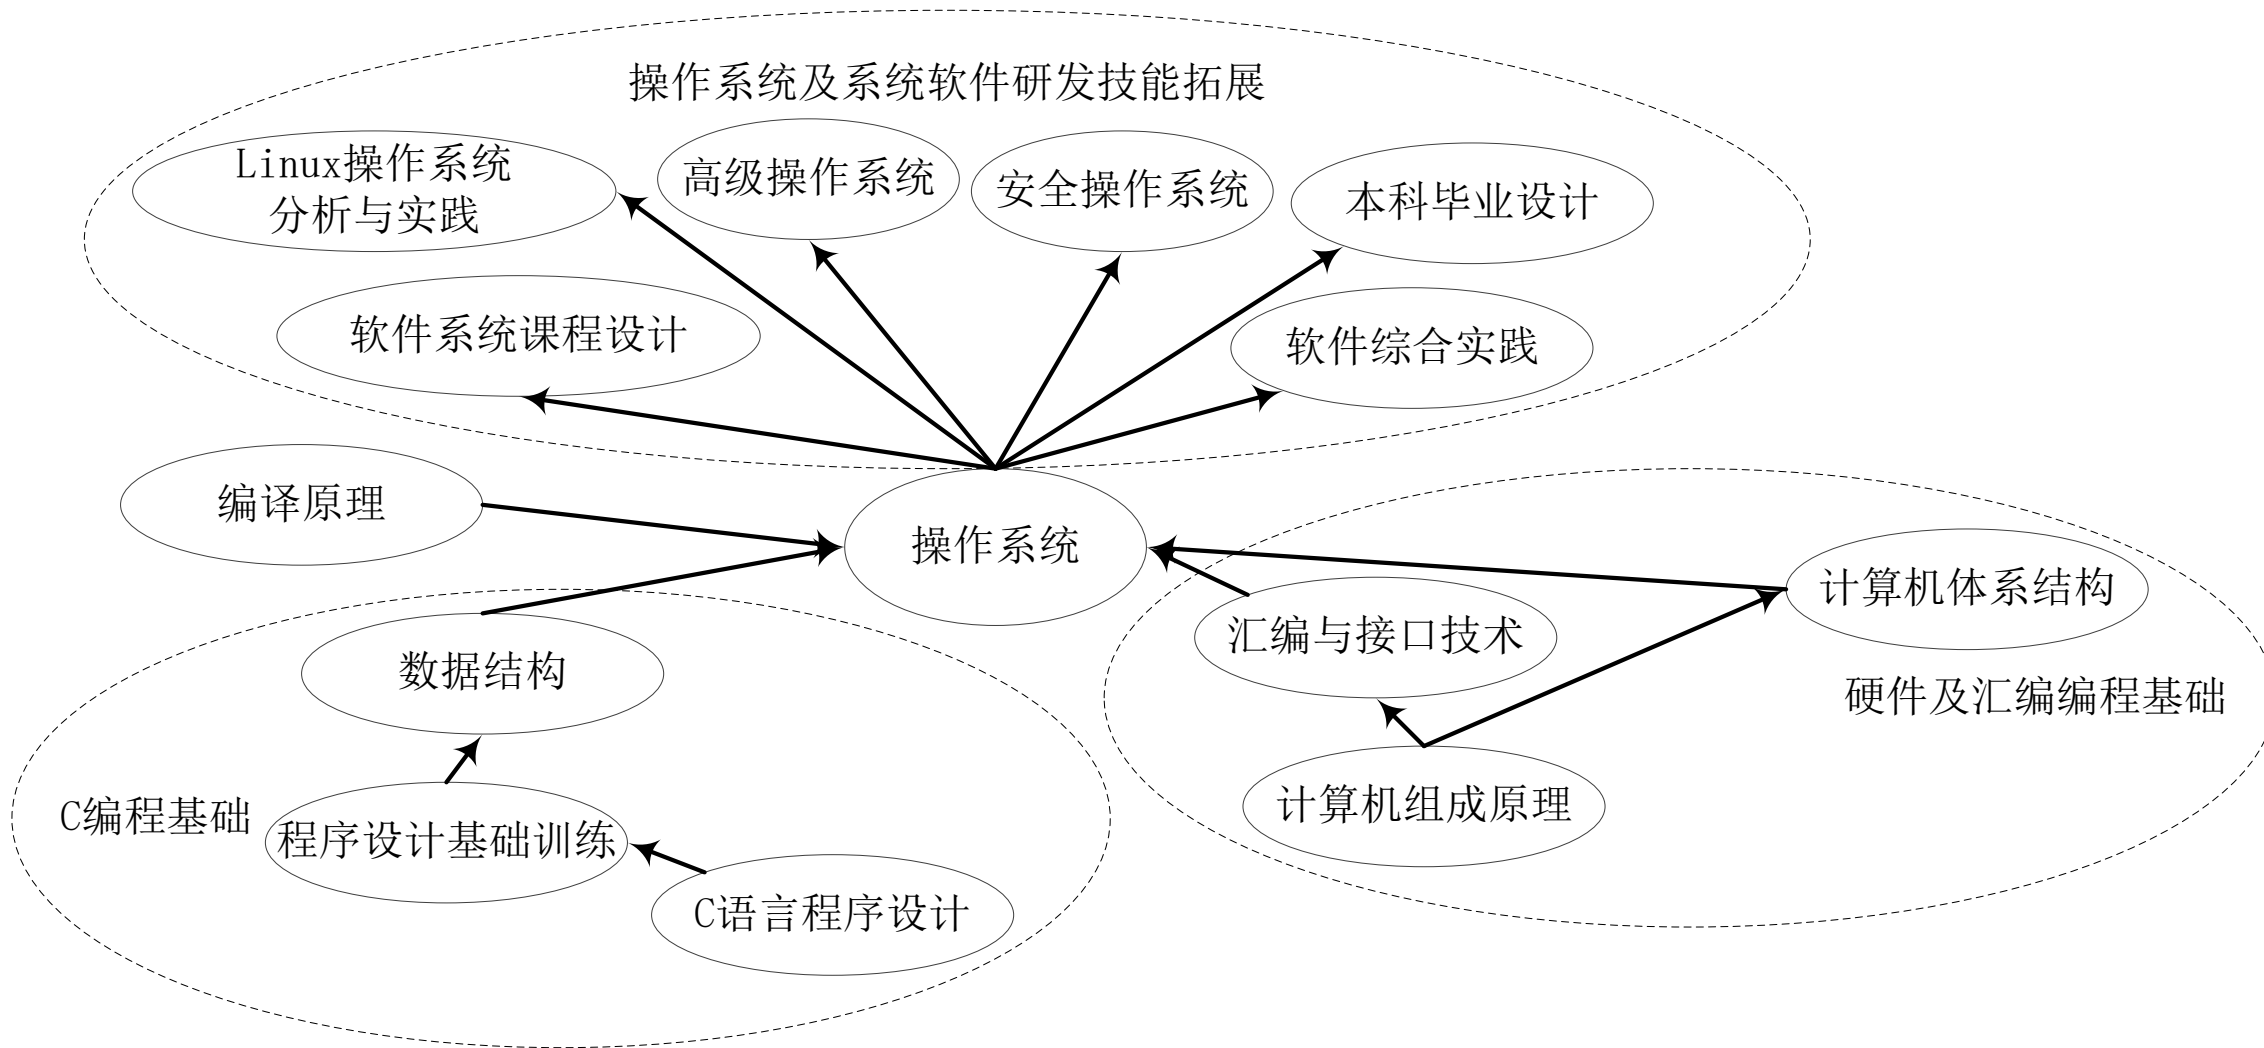 操作系统及系统软件研发技能拓展
Linux操作系统
分析与实践
高级操作系统
安全操作系统
本科毕业设计
软件系统课程设计
软件综合实践
编译原理
操作系统
计算机体系结构
汇编与接口技术
数据结构
硬件及汇编编程基础
计算机组成原理
C编程基础
程序设计基础训练
C语言程序设计